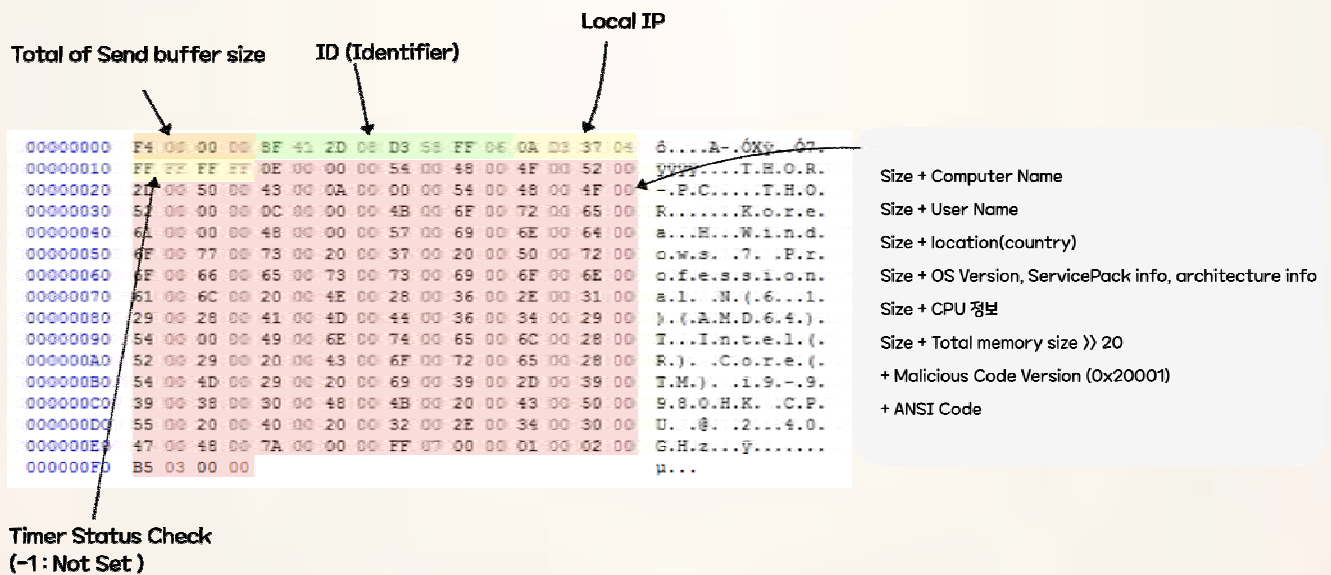 Local IP
Total of Send buffer size ID (Identifier)
00000000 F4 00 00 00 8F 41 2D 08 D3 58 FF 06 0A D3 37 04 ô....A-.ÓXÿ..Ó7.
00000010 FF FF FF FF 0E 00 00 00 54 00 48 00 4F 00 52 00 ÿÿÿÿ....T.H.O.R.
00000020 2D 00 50 00 43 00 0A 00 00 00 54 00 48 00 4F 00 -.P.C.....T.H.O.
00000030 52 00 00 00 0C 00 00 00 4B 00 6F 00 72 00 65 00 R.......K.o.r.e.
00000040 61 00 00 00 48 00 00 00 57 00 69 00 6E 00 64 00 a...H...W.i.n.d.
00000050 6F 00 77 00 73 00 20 00 37 00 20 00 50 00 72 00 o.w.s. .7. .P.r.
00000060 6F 00 66 00 65 00 73 00 73 00 69 00 6F 00 6E 00 o.f.e.s.s.i.o.n.
00000070 61 00 6C 00 20 00 4E 00 28 00 36 00 2E 00 31 00 a.l. .N.(.6...1.
00000080 29 00 28 00 41 00 4D 00 44 00 36 00 34 00 29 00 ).(.A.M.D.6.4.).
00000090 54 00 00 00 49 00 6E 00 74 00 65 00 6C 00 28 00 T...I.n.t.e.l.(.
000000A0 52 00 29 00 20 00 43 00 6F 00 72 00 65 00 28 00 R.). .C.o.r.e.(.
000000B0 54 00 4D 00 29 00 20 00 69 00 39 00 2D 00 39 00 T.M.). .i.9.-.9.
000000C0 39 00 38 00 30 00 48 00 4B 00 20 00 43 00 50 00 9.8.0.H.K. .C.P.
000000D0 55 00 20 00 40 00 20 00 32 00 2E 00 34 00 30 00 U. .@. .2...4.0.
000000E0 47 00 48 00 7A 00 00 00 FF 07 00 00 01 00 02 00 G.H.z...ÿ.......
000000F0 B5 03 00 00 µ...
Size + Computer Name
Size + User Name
Size + location(country)
Size + OS Version, ServicePack info, architecture info
Size + CPU 정보
Size + Total memory size >> 20
+ Malicious Code Version (0x20001)
+ ANSI Code
Timer Status Check
(-1 : Not Set )